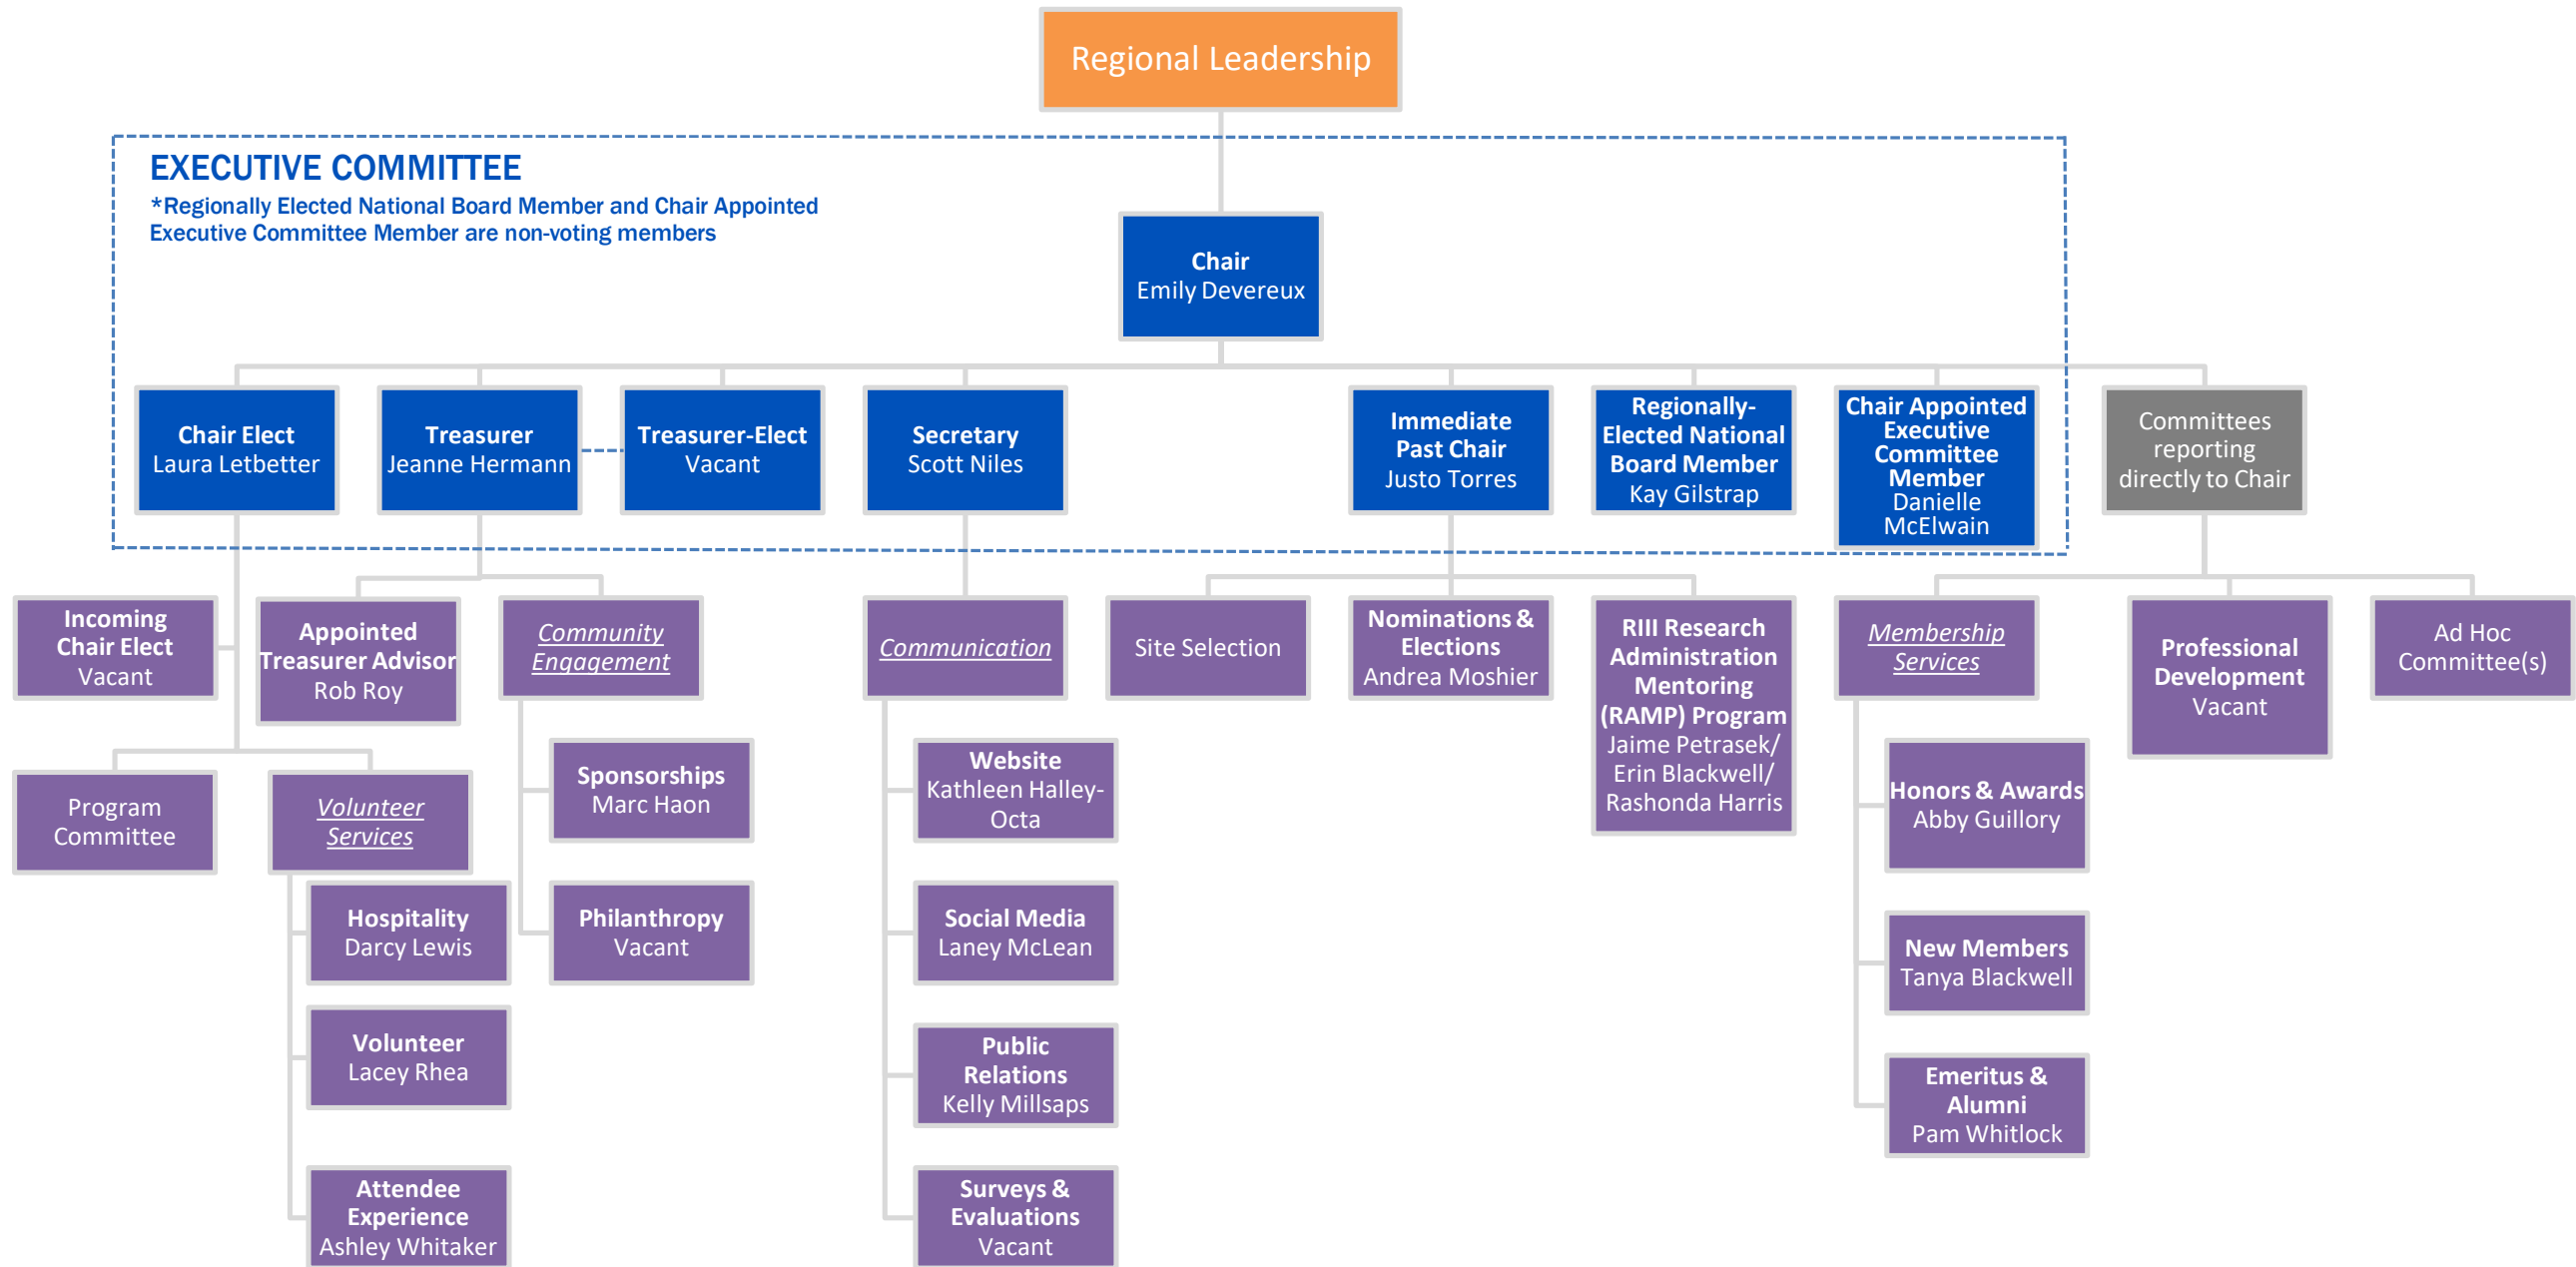 Regional Leadership
EXECUTIVE COMMITTEE
*Regionally Elected National Board Member and Chair Appointed
Executive Committee Member are non-voting members
Chair
Emily Devereux
Chair Elect
Laura Letbetter
Treasurer
Jeanne Hermann
Treasurer-Elect
Vacant
Secretary
Scott Niles
Immediate
Past Chair
Justo Torres
Regionally-
Elected National
Board Member
Kay Gilstrap
Chair Appointed
Executive
Committee
Member
Danielle
McElwain
Committees
reporting
directly to Chair
Incoming
Chair Elect
Vacant
Appointed
Treasurer Advisor
Rob Roy
Community
Engagement
Communication
Site Selection
Nominations &
Elections
Andrea Moshier
RIII Research
Administration
Mentoring
(RAMP) Program
Jaime Petrasek/
Erin Blackwell/
Rashonda Harris
Membership
Services
Professional
Development
Vacant
Ad Hoc
Committee(s)
Program
Committee
Volunteer
Services
Sponsorships
Marc Haon
Website
Kathleen Halley-
Octa
Honors & Awards
Abby Guillory
Hospitality
Darcy Lewis
Philanthropy
Vacant
Social Media
Laney McLean
New Members
Tanya Blackwell
Volunteer
Lacey Rhea
Public
Relations
Kelly Millsaps
Emeritus &
Alumni
Pam Whitlock
Attendee
Experience
Ashley Whitaker
Surveys &
Evaluations
Vacant